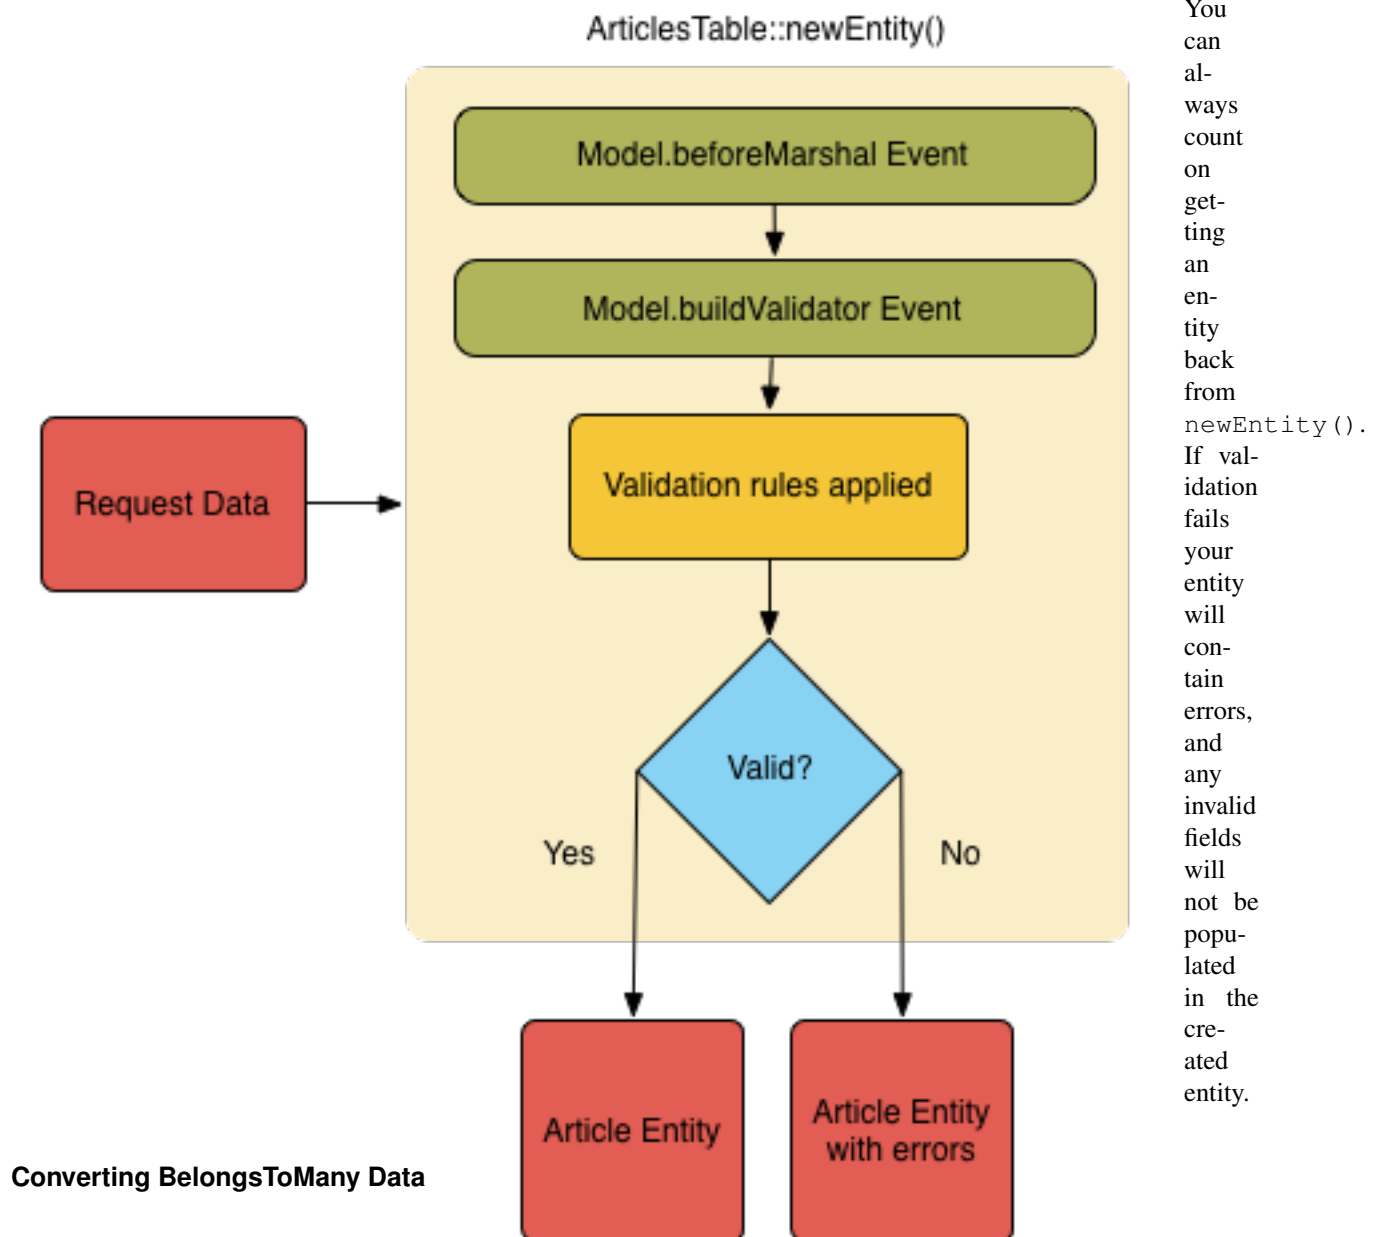 ArticlesTable::newEntity()
Model.beforeMarshal Event
Model.buildValidator Event
Request Data
Validation rules applied
Valid?
Yes
No
Article Entity
Article Entity
with errors
You
can
al-
ways
count
on
get-
ting
an
en-
tity
back
from
newEntity().
If val-
idation
fails
your
entity
will
con-
tain
errors,
and
any
invalid
fields
will
not be
popu-
lated
in the
cre-
ated
entity.
Converting BelongsToMany Data